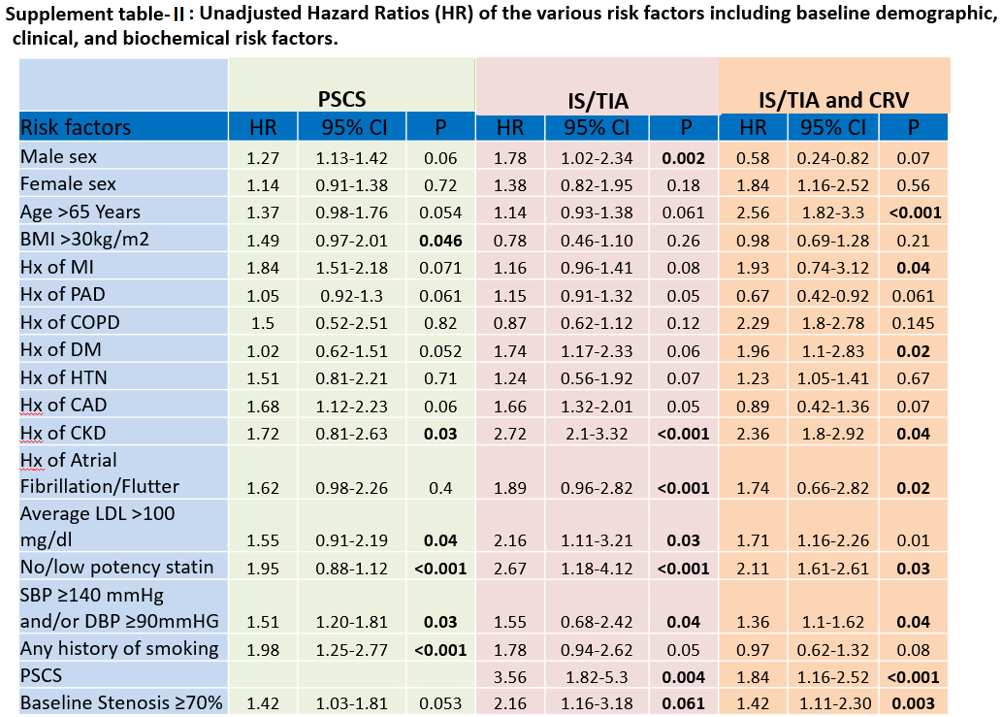 Supplement table-II : Unadjusted Hazard Ratios (HR) of the various risk factors including baseline demographic,
clinical, and biochemical risk factors.
PSCS IS/TIA IS/TIA and CRV
Risk factors HR 95% CI P HR 95% CI P HR 95% CI P
Male sex 1.27 1.13-1.42 0.06 1.78 1.02-2.34 0.002 0.58 0.24-0.82 0.07
Female sex 1.14 0.91-1.38 0.72 1.38 0.82-1.95 0.18 1.84 1.16-2.52 0.56
Age >65 Years 1.37 0.98-1.76 0.054 1.14 0.93-1.38 0.061 2.56 1.82-3.3 <0.001
BMI >30kg/m2 1.49 0.97-2.01 0.046 0.78 0.46-1.10 0.26 0.98 0.69-1.28 0.21
Hx of MI 1.84 1.51-2.18 0.071 1.16 0.96-1.41 0.08 1.93 0.74-3.12 0.04
Hx of PAD 1.05 0.92-1.3 0.061 1.15 0.91-1.32 0.05 0.67 0.42-0.92 0.061
Hx of COPD 1.5 0.52-2.51 0.82 0.87 0.62-1.12 0.12 2.29 1.8-2.78 0.145
Hx of DM 1.02 0.62-1.51 0.052 1.74 1.17-2.33 0.06 1.96 1.1-2.83 0.02
Hx of HTN 1.51 0.81-2.21 0.71 1.24 0.56-1.92 0.07 1.23 1.05-1.41 0.67
Hx of CAD 1.68 1.12-2.23 0.06 1.66 1.32-2.01 0.05 0.89 0.42-1.36 0.07
Hx of CKD 1.72 0.81-2.63 0.03 2.72 2.1-3.32 <0.001 2.36 1.8-2.92 0.04
Hx of Atrial
Fibrillation/Flutter 1.62 0.98-2.26 0.4 1.89 0.96-2.82 <0.001 1.74 0.66-2.82 0.02
Average LDL >100
mg/dl 1.55 0.91-2.19 0.04 2.16 1.11-3.21 0.03 1.71 1.16-2.26 0.01
No/low potency statin 1.95 0.88-1.12 <0.001 2.67 1.18-4.12 <0.001 2.11 1.61-2.61 0.03
SBP ≥140 mmHg
and/or DBP ≥90mmHG 1.51 1.20-1.81 0.03 1.55 0.68-2.42 0.04 1.36 1.1-1.62 0.04
Any history of smoking 1.98 1.25-2.77 <0.001 1.78 0.94-2.62 0.05 0.97 0.62-1.32 0.08
PSCS 3.56 1.82-5.3 0.004 1.84 1.16-2.52 <0.001
Baseline Stenosis ≥70% 1.42 1.03-1.81 0.053 2.16 1.16-3.18 0.061 1.42 1.11-2.30 0.003